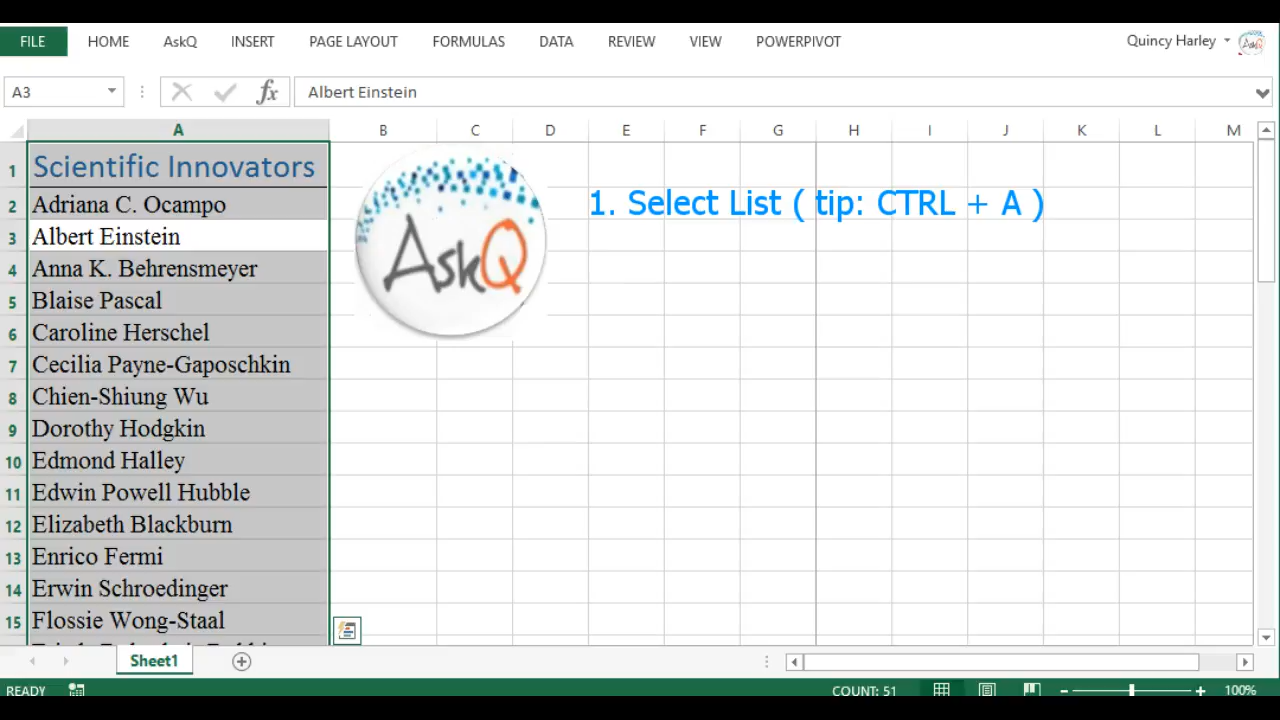 FILE HOME AskQ INSERT PAGE LAYOUT FORMULAS DATA REVIEW VIEW POWERPIVOT Quincy Harley AskQ
A3 fx Albert Einstein
A B C D E F G H I J K L M
1 Scientific Innovators
2 Adriana C. Ocampo
1. Select List ( tip: CTRL + A )
3 Albert Einstein
AskQ
4 Anna K. Behrensmeyer
5 Blaise Pascal
6 Caroline Herschel
7 Cecilia Payne-Gaposchkin
8 Chien-Shiung Wu
9 Dorothy Hodgkin
10 Edmond Halley
11 Edwin Powell Hubble
12 Elizabeth Blackburn
13 Enrico Fermi
14 Erwin Schroedinger
15 Flossie Wong-Staal
Sheet1
READY COUNT: 51 100%